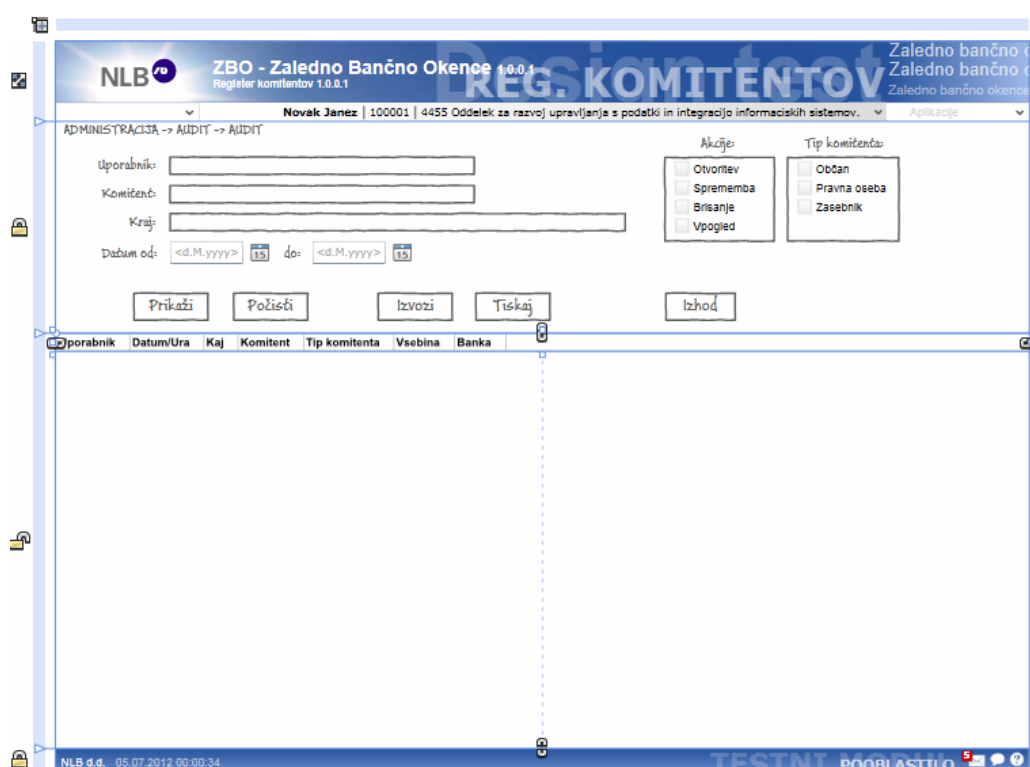 NLB
ZBO - Zaledno Bančno Okence 1.0.0.1
Register komitentov 1.0.0.1
Design test
REG. KOMITENTOV
Zaledno bančno o
Zaledno bančno o
Zaledno bančno okence
Novak Janez | 100001 | 4455 Oddelek za razvoj upravljanja s podatki in integracijo informaciskih sistemov.
Aplikacije
ADMINISTRACIJA -> AUDIT -> AUDIT
Akcije:
Tip komitenta:
Uporabnik:
Otvoritev
Občan
Komitent:
Sprememba
Pravna oseba
Brisanje
Zasebnik
Kraj:
Vpogled
Datum od: <d.M.yyyy> 15 do: <d.M.yyyy> 15
Prikaži
Počisti
Izvozi
Tiskaj
Izhod
porabnik Datum/Ura Kaj Komitent Tip komitenta Vsebina Banka
NLB d.d. 05.07.2012 00:00:34
TESTNI MODUL
POOBLASTILO
5
?